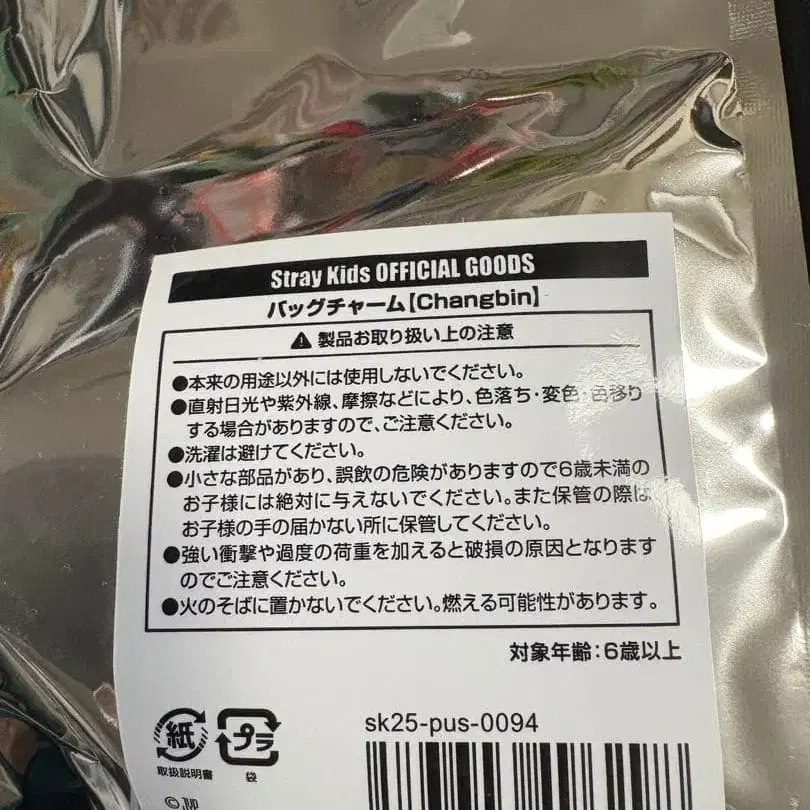 Stray Kids OFFICIAL GOODS
バッグチャーム【Changbin】
⚠ 製品お取り扱い上の注意
●本来の用途以外には使用しないでください。
●直射日光や紫外線、摩擦などにより、色落ち・変色・色移り
する場合がありますので、ご注意ください。
●洗濯は避けてください。
●小さな部品があり、誤飲の危険がありますので6歳未満の
お子様には絶対に与えないでください。また保管の際は
お子様の手の届かない所に保管してください。
●強い衝撃や過度の荷重を加えると破損の原因となります
のでご注意ください。
●火のそばに置かないでください。燃える可能性があります。
対象年齢:6歳以上
紙 プラ
取扱説明書 袋
sk25-pus-0094